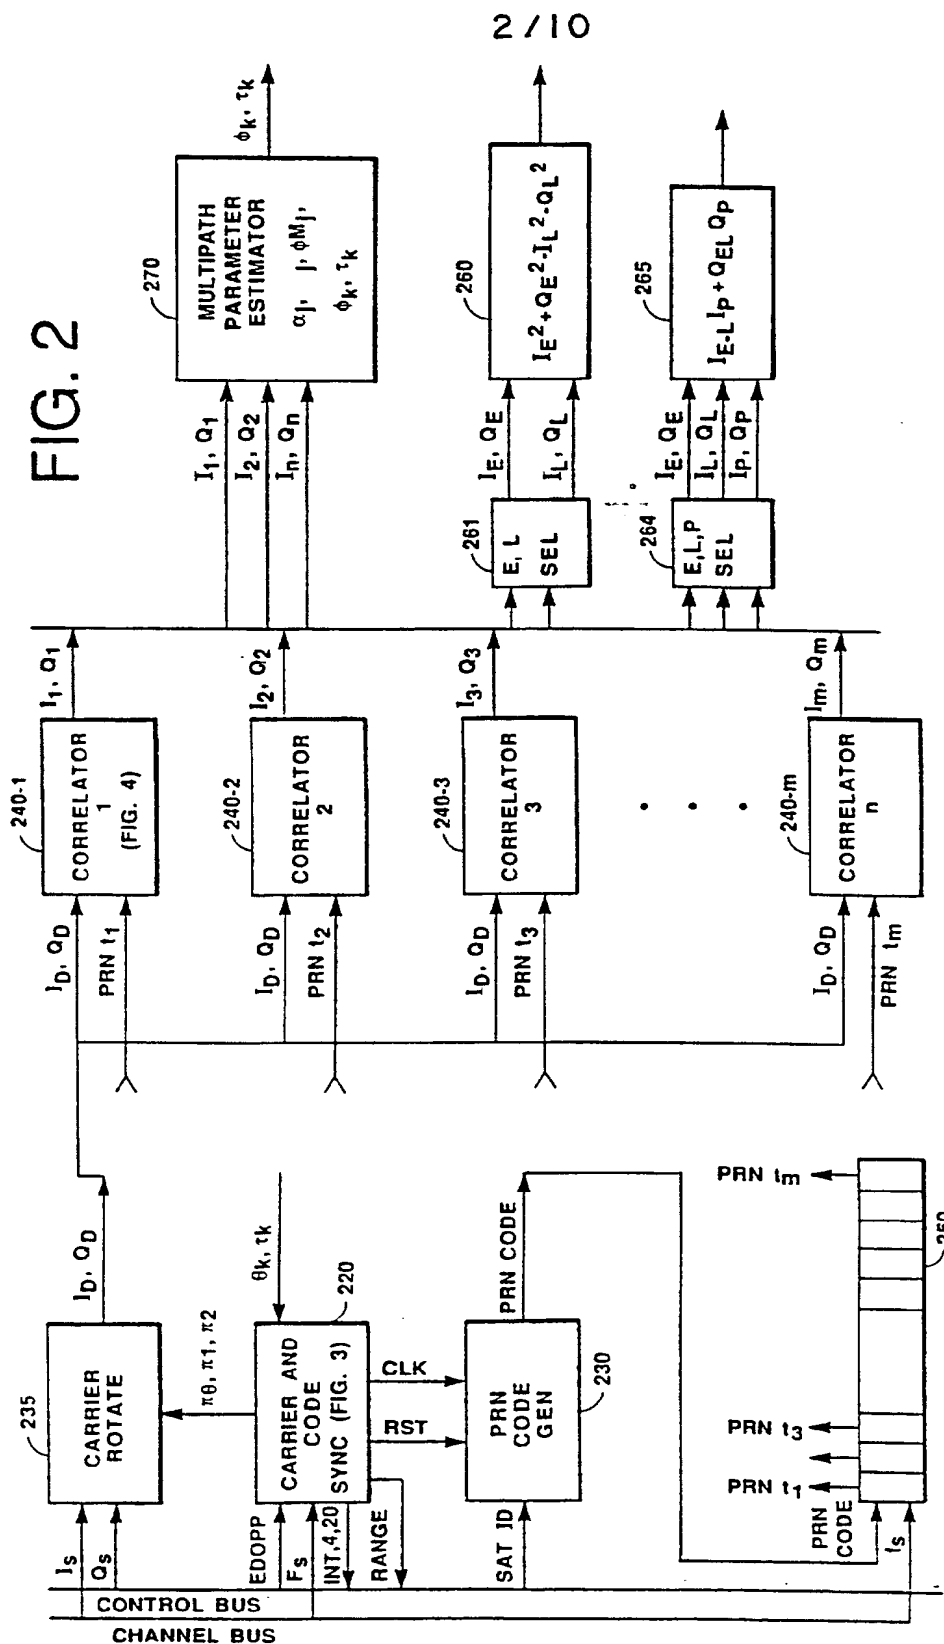 2/10
FIG. 2
CONTROL BUS
CHANNEL BUS
Is
Qs
235
CARRIER
ROTATE
ID, QD
πθ, π1, π2
EDOPP
Fs
INT,4,20
RANGE
220
CARRIER AND
CODE
SYNC (FIG. 3)
θk, τk
CLK
RST
SAT ID
230
PRN
CODE
GEN
PRN CODE
PRN
CODE
ts
PRN t1
PRN t3
PRN tm
ID, QD
PRN t1
240-1
CORRELATOR
1
(FIG. 4)
I1, Q1
ID, QD
PRN t2
240-2
CORRELATOR
2
I2, Q2
ID, QD
PRN t3
240-3
CORRELATOR
3
I3, Q3
ID, QD
PRN tm
240-m
CORRELATOR
n
Im, Qm
I1, Q1
I2, Q2
In, Qn
270
MULTIPATH
PARAMETER
ESTIMATOR
αj, j, ϕMj,
ϕk, τk
ϕk, τk
261
E, L
SEL
IE, QE
IL, QL
260
IE²+QE²-IL²-QL²
264
E,L,P
SEL
IE, QE
IL, QL
IP, QP
265
IE-L IP + QEL QP